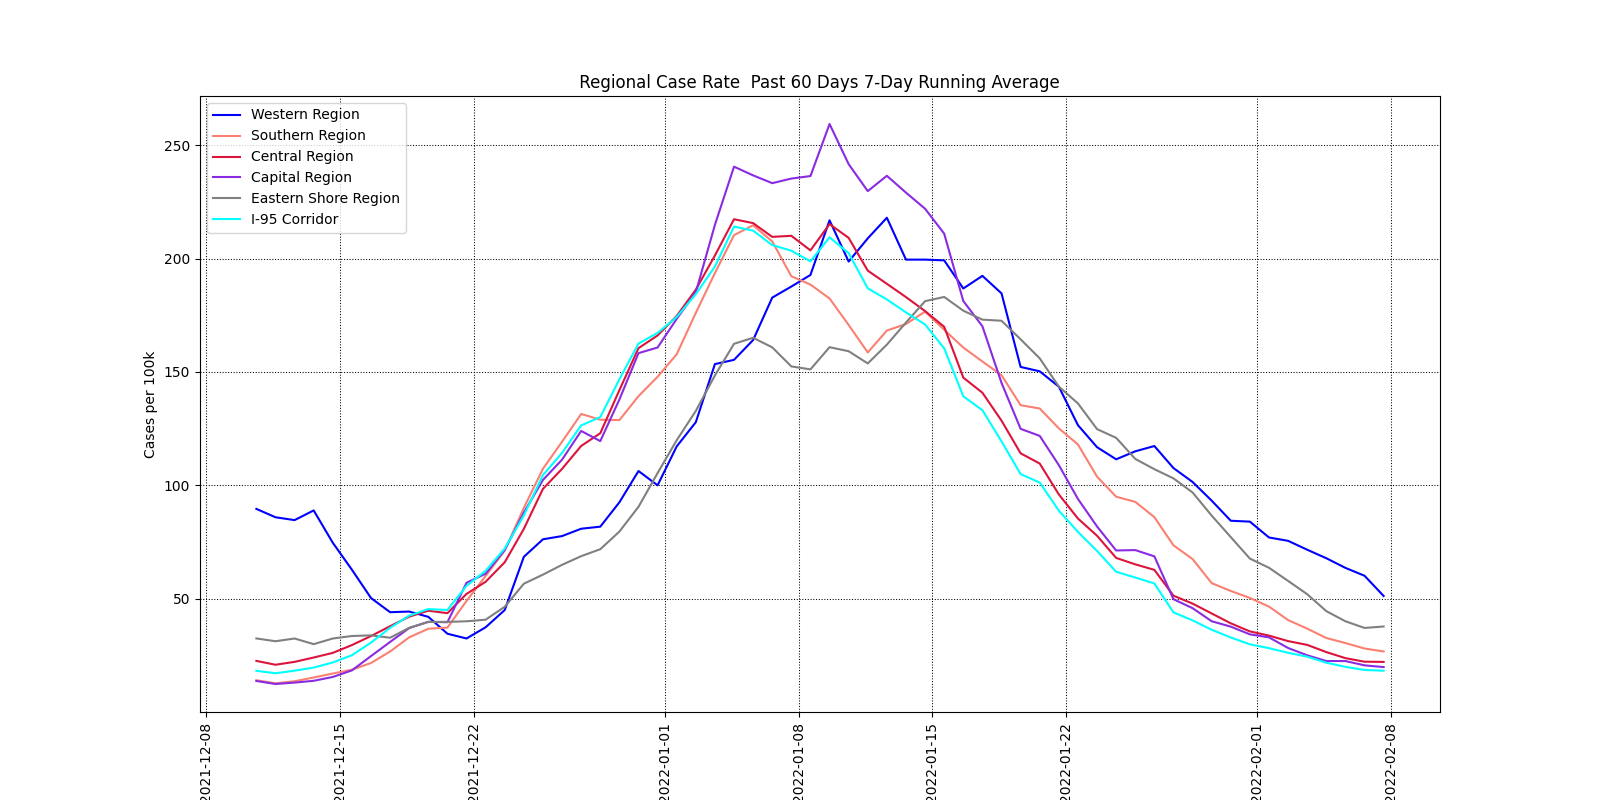 Regional Case Rate  Past 60 Days 7-Day Running Average
Western Region
Southern Region
Central Region
Capital Region
Eastern Shore Region
I-95 Corridor
Cases per 100k
250
200
150
100
50
2021-12-08
2021-12-15
2021-12-22
2022-01-01
2022-01-08
2022-01-15
2022-01-22
2022-02-01
2022-02-08